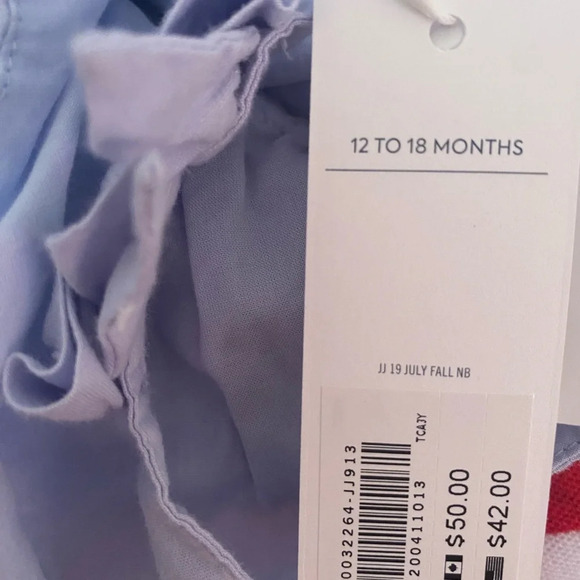 12 TO 18 MONTHS
JJ 19 JULY FALL NB
0032264-JJ913
200411013
TCAJY
$50.00
$42.00